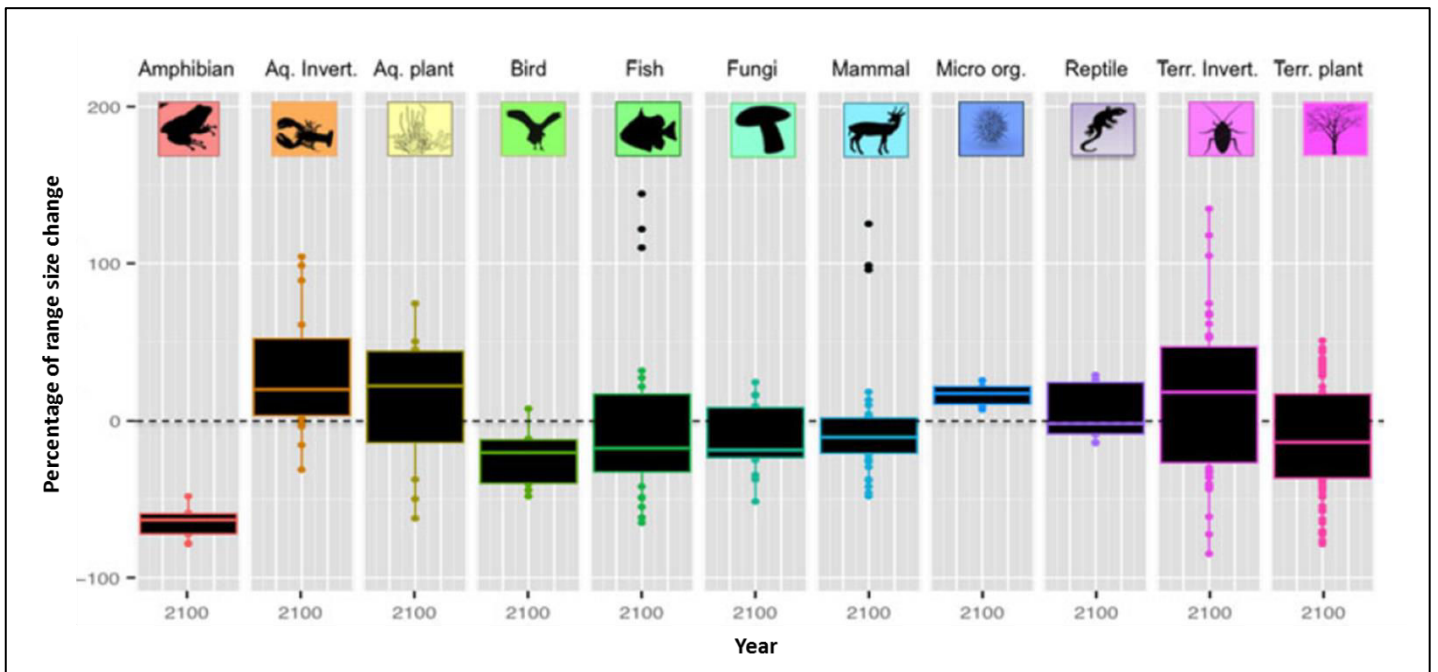 Amphibian Aq. Invert. Aq. plant Bird Fish Fungi Mammal Micro org. Reptile Terr. Invert. Terr. plant
200
100
0
−100
Percentage of range size change
2100 2100 2100 2100 2100 2100 2100 2100 2100 2100 2100
Year